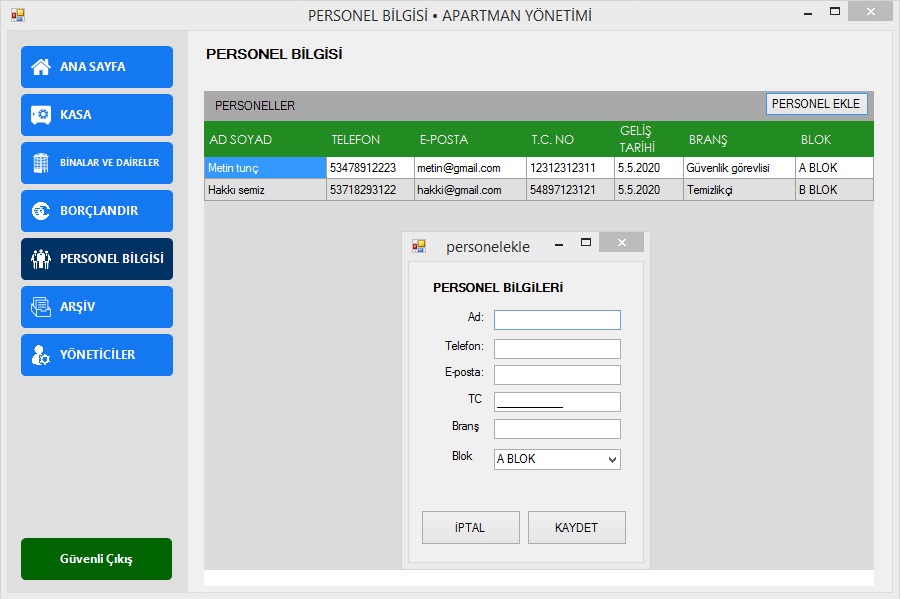 PERSONEL BİLGİSİ • APARTMAN YÖNETİMİ
ANA SAYFA
KASA
BİNALAR VE DAİRELER
BORÇLANDIR
PERSONEL BİLGİSİ
ARŞİV
YÖNETİCİLER
Güvenli Çıkış
PERSONEL BİLGİSİ
PERSONELLER
PERSONEL EKLE
AD SOYAD TELEFON E-POSTA T.C. NO GELİŞ TARİHİ BRANŞ BLOK
Metin tunç 53478912223 metin@gmail.com 12312312311 5.5.2020 Güvenlik görevlisi A BLOK
Hakkı semiz 53718293122 hakki@gmail.com 54897123121 5.5.2020 Temizlikçi B BLOK
personelekle
PERSONEL BİLGİLERİ
Ad:
Telefon:
E-posta:
TC ___________
Branş
Blok A BLOK
İPTAL KAYDET